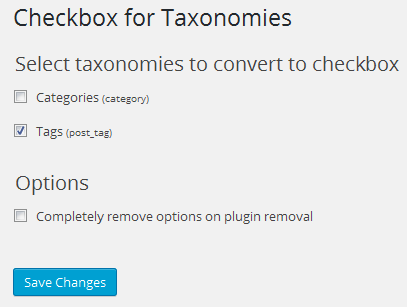 Checkbox for Taxonomies
Select taxonomies to convert to checkbox
Categories (category)
Tags (post_tag)
Options
Completely remove options on plugin removal
Save Changes